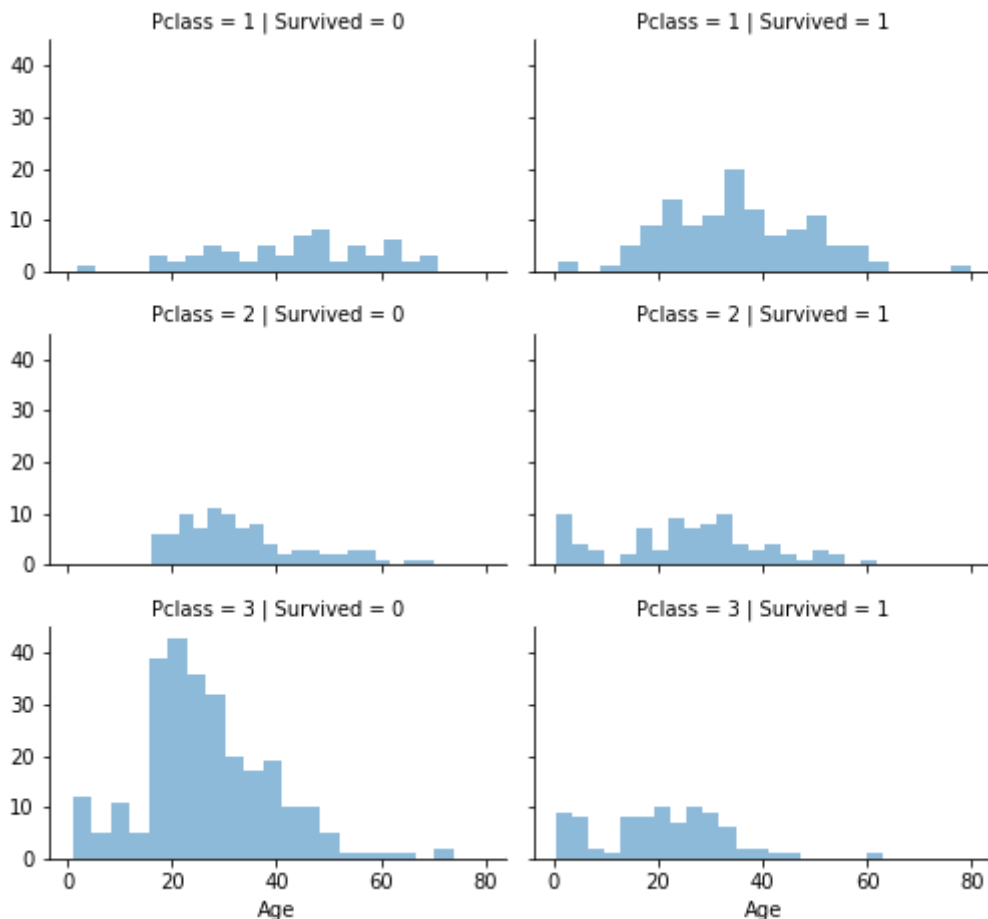 Pclass = 1 | Survived = 0
Pclass = 1 | Survived = 1
40
30
20
10
0
Pclass = 2 | Survived = 0
Pclass = 2 | Survived = 1
40
30
20
10
0
Pclass = 3 | Survived = 0
Pclass = 3 | Survived = 1
40
30
20
10
0
0 20 40 60 80
0 20 40 60 80
Age
Age